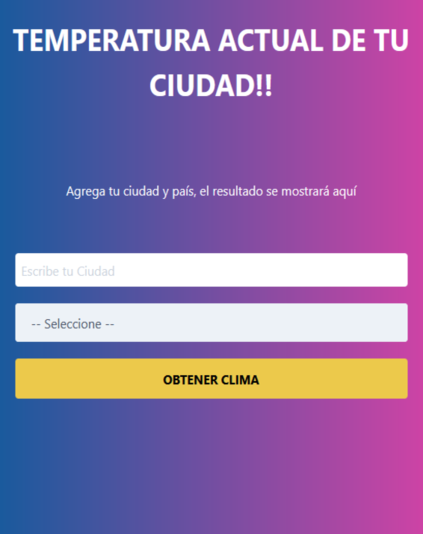 TEMPERATURA ACTUAL DE TU
CIUDAD!!
Agrega tu ciudad y país, el resultado se mostrará aquí
Escribe tu Ciudad
-- Seleccione --
OBTENER CLIMA